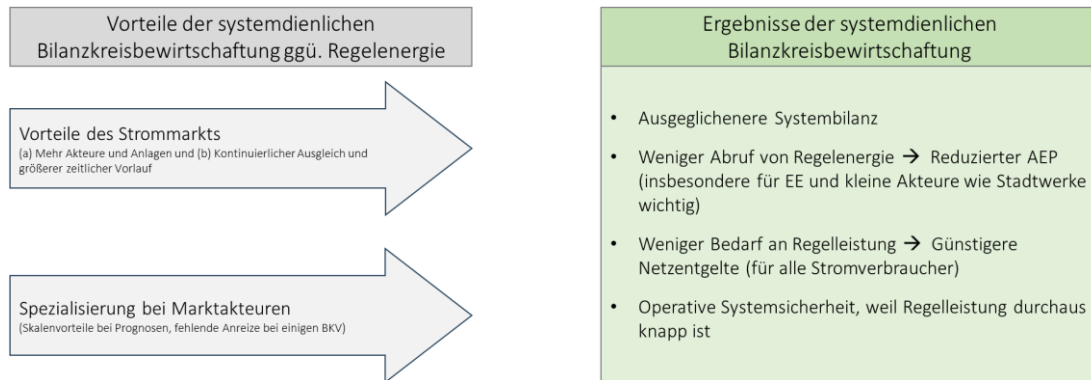 Vorteile der systemdienlichen
Bilanzkreisbewirtschaftung ggü. Regelenergie
Vorteile des Strommarkts
(a) Mehr Akteure und Anlagen und (b) Kontinuierlicher Ausgleich und
größerer zeitlicher Vorlauf
Spezialisierung bei Marktakteuren
(Skalenvorteile bei Prognosen, fehlende Anreize bei einigen BKV)
Ergebnisse der systemdienlichen
Bilanzkreisbewirtschaftung
• Ausgeglichenere Systembilanz
• Weniger Abruf von Regelenergie → Reduzierter AEP
(insbesondere für EE und kleine Akteure wie Stadtwerke
wichtig)
• Weniger Bedarf an Regelleistung → Günstigere
Netzentgelte (für alle Stromverbraucher)
• Operative Systemsicherheit, weil Regelleistung durchaus
knapp ist